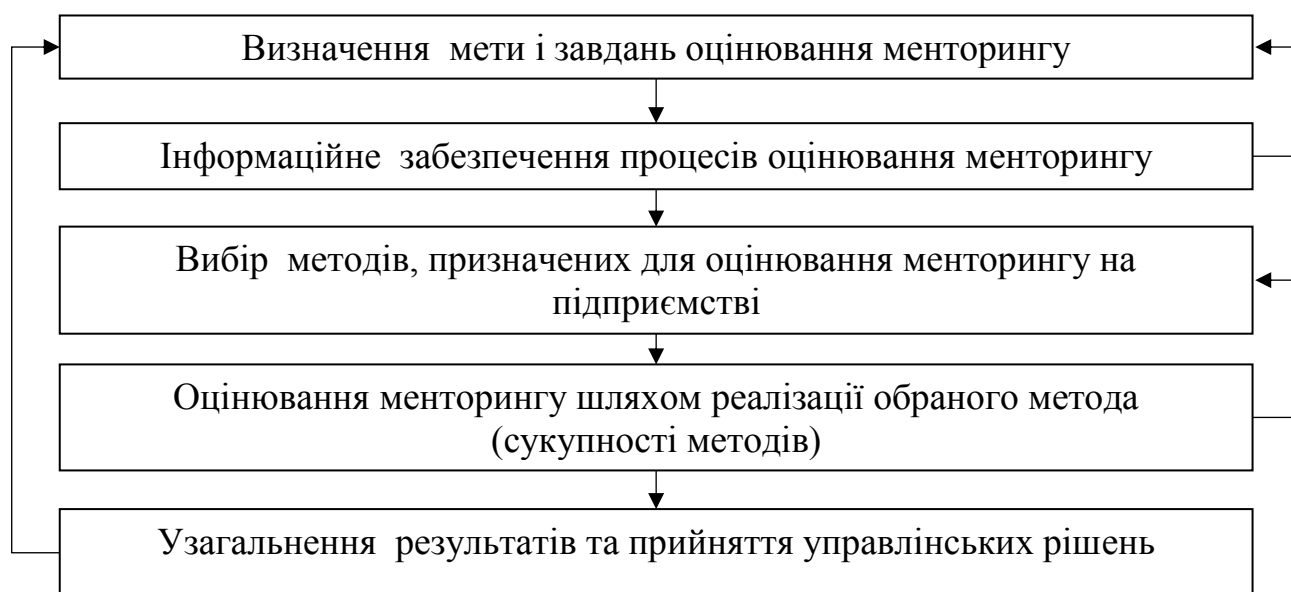 Визначення мети і завдань оцінювання менторингу
Інформаційне забезпечення процесів оцінювання менторингу
Вибір методів, призначених для оцінювання менторингу на
підприємстві
Оцінювання менторингу шляхом реалізації обраного метода
(сукупності методів)
Узагальнення результатів та прийняття управлінських рішень